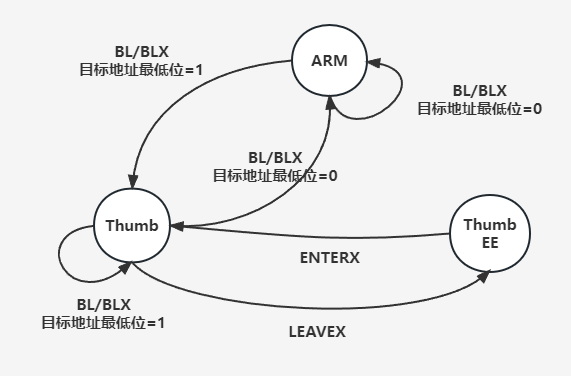 BL/BLX
目标地址最低位=1
ARM
BL/BLX
目标地址最低位=0
BL/BLX
目标地址最低位=0
Thumb
Thumb
EE
ENTERX
BL/BLX
目标地址最低位=1
LEAVEX